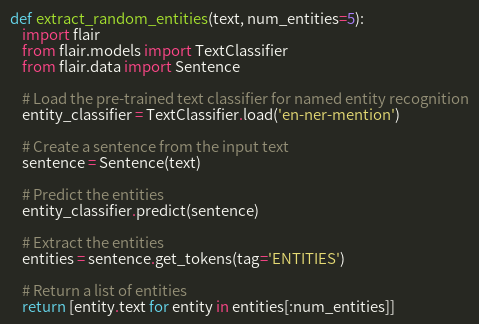 def extract_random_entities(text, num_entities=5):
    import flair
    from flair.models import TextClassifier
    from flair.data import Sentence

    # Load the pre-trained text classifier for named entity recognition
    entity_classifier = TextClassifier.load('en-ner-mention')

    # Create a sentence from the input text
    sentence = Sentence(text)

    # Predict the entities
    entity_classifier.predict(sentence)

    # Extract the entities
    entities = sentence.get_tokens(tag='ENTITIES')

    # Return a list of entities
    return [entity.text for entity in entities[:num_entities]]